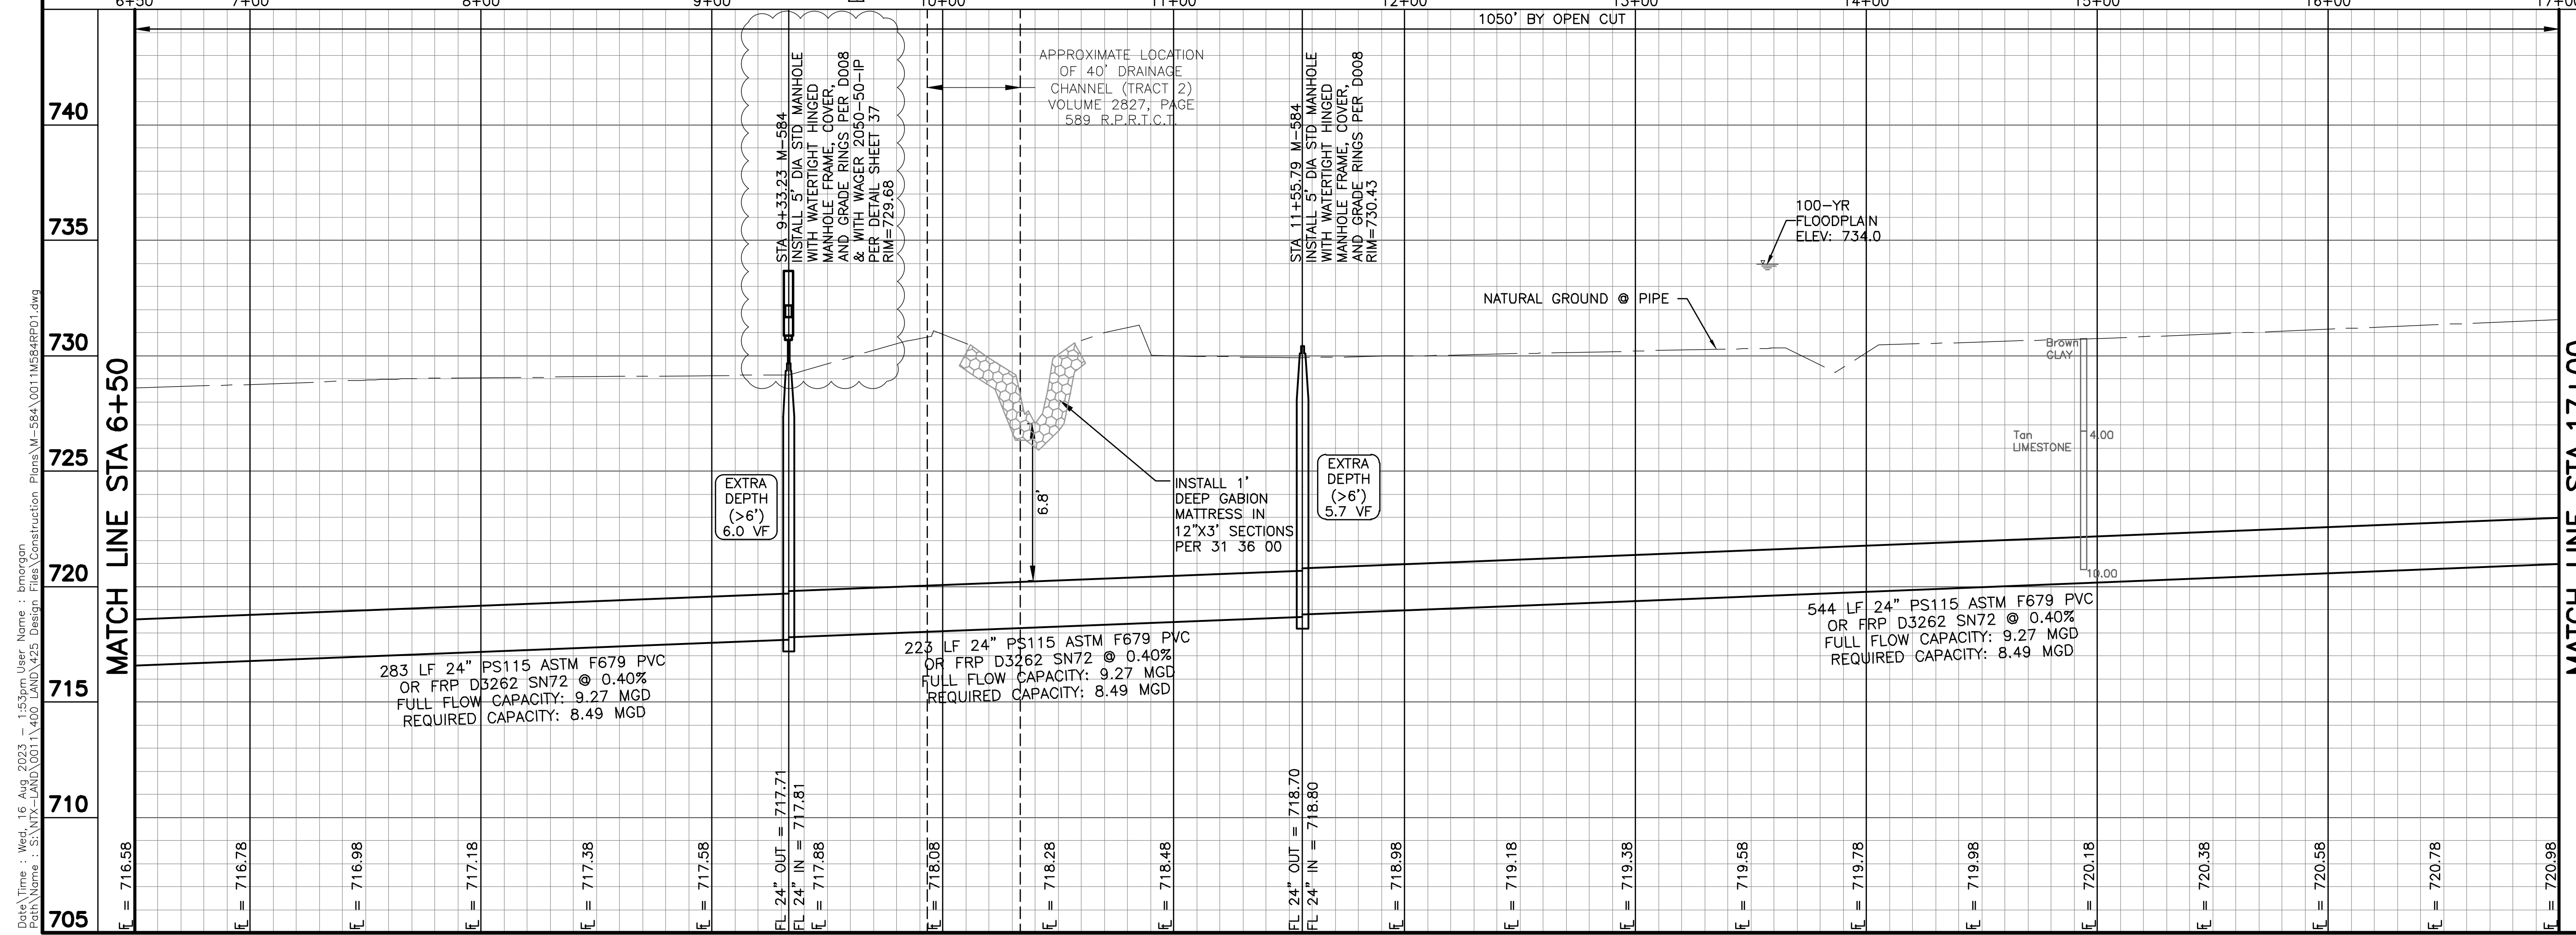 6+50
7+00
8+00
9+00
10+00
11+00
12+00
13+00
14+00
15+00
16+00
1050' BY OPEN CUT
740
735
730
725
720
715
710
705
MATCH LINE STA 6+50
STA 9+33.23 M-584
INSTALL 5' DIA STD MANHOLE
WITH WATERTIGHT HINGED
MANHOLE FRAME, COVER,
AND GRADE RINGS PER D008
& WITH WAGER 2050-50-IP
PER DETAIL SHEET 37
RIM=729.68
APPROXIMATE LOCATION
OF 40' DRAINAGE
CHANNEL (TRACT 2)
VOLUME 2827, PAGE
589 R.P.R.T.C.T.
STA 11+55.79 M-584
INSTALL 5' DIA STD MANHOLE
WITH WATERTIGHT HINGED
MANHOLE FRAME, COVER,
AND GRADE RINGS PER D008
RIM=730.43
100-YR
FLOODPLAIN
ELEV: 734.0
NATURAL GROUND @ PIPE
Brown
CLAY
Tan
LIMESTONE
4.00
10.00
EXTRA
DEPTH
(>6')
6.0 VF
6.8'
INSTALL 1'
DEEP GABION
MATTRESS IN
12"X3' SECTIONS
PER 31 36 00
EXTRA
DEPTH
(>6')
5.7 VF
283 LF 24" PS115 ASTM F679 PVC
OR FRP D3262 SN72 @ 0.40%
FULL FLOW CAPACITY: 9.27 MGD
REQUIRED CAPACITY: 8.49 MGD
223 LF 24" PS115 ASTM F679 PVC
OR FRP D3262 SN72 @ 0.40%
FULL FLOW CAPACITY: 9.27 MGD
REQUIRED CAPACITY: 8.49 MGD
544 LF 24" PS115 ASTM F679 PVC
OR FRP D3262 SN72 @ 0.40%
FULL FLOW CAPACITY: 9.27 MGD
REQUIRED CAPACITY: 8.49 MGD
FL = 716.58
FL = 716.78
FL = 716.98
FL = 717.18
FL = 717.38
FL = 717.58
FL 24" OUT = 717.71
FL 24" IN = 717.81
FL = 717.88
FL = 718.08
FL = 718.28
FL = 718.48
FL 24" OUT = 718.70
FL 24" IN = 718.80
FL = 718.98
FL = 719.18
FL = 719.38
FL = 719.58
FL = 719.78
FL = 719.98
FL = 720.18
FL = 720.38
FL = 720.58
FL = 720.78
FL = 720.98
MATCH LINE STA 17+00
Date\Time : Wed, 16 Aug 2023 - 1:53pm User Name : bmorgan
Path\Name : S:\NTX-LAND\0011\400 LAND\425 Design Files\Construction Plans\M-584\0011M584RP01.dwg